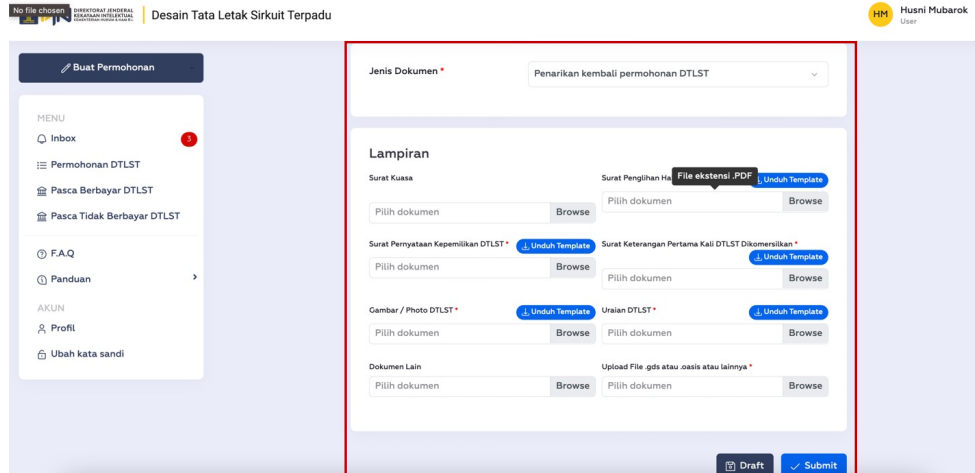 No file chosen
DIREKTORAT JENDERAL
KEKAYAAN INTELEKTUAL
Desain Tata Letak Sirkuit Terpadu
HM
Husni Mubarok
User
Buat Permohonan
MENU
Inbox
3
Permohonan DTLST
Pasca Berbayar DTLST
Pasca Tidak Berbayar DTLST
F.A.Q
Panduan
AKUN
Profil
Ubah kata sandi
Jenis Dokumen *
Penarikan kembali permohonan DTLST
Lampiran
Surat Kuasa
Pilih dokumen Browse
Surat Penglihan Ha
File ekstensi .PDF
Unduh Template
Pilih dokumen Browse
Surat Pernyataan Kepemilikan DTLST * Unduh Template
Pilih dokumen Browse
Surat Keterangan Pertama Kali DTLST Dikomersilkan *
Unduh Template
Pilih dokumen Browse
Gambar / Photo DTLST * Unduh Template
Pilih dokumen Browse
Uraian DTLST * Unduh Template
Pilih dokumen Browse
Dokumen Lain
Pilih dokumen Browse
Upload File .gds atau .oasis atau lainnya *
Pilih dokumen Browse
Draft
Submit